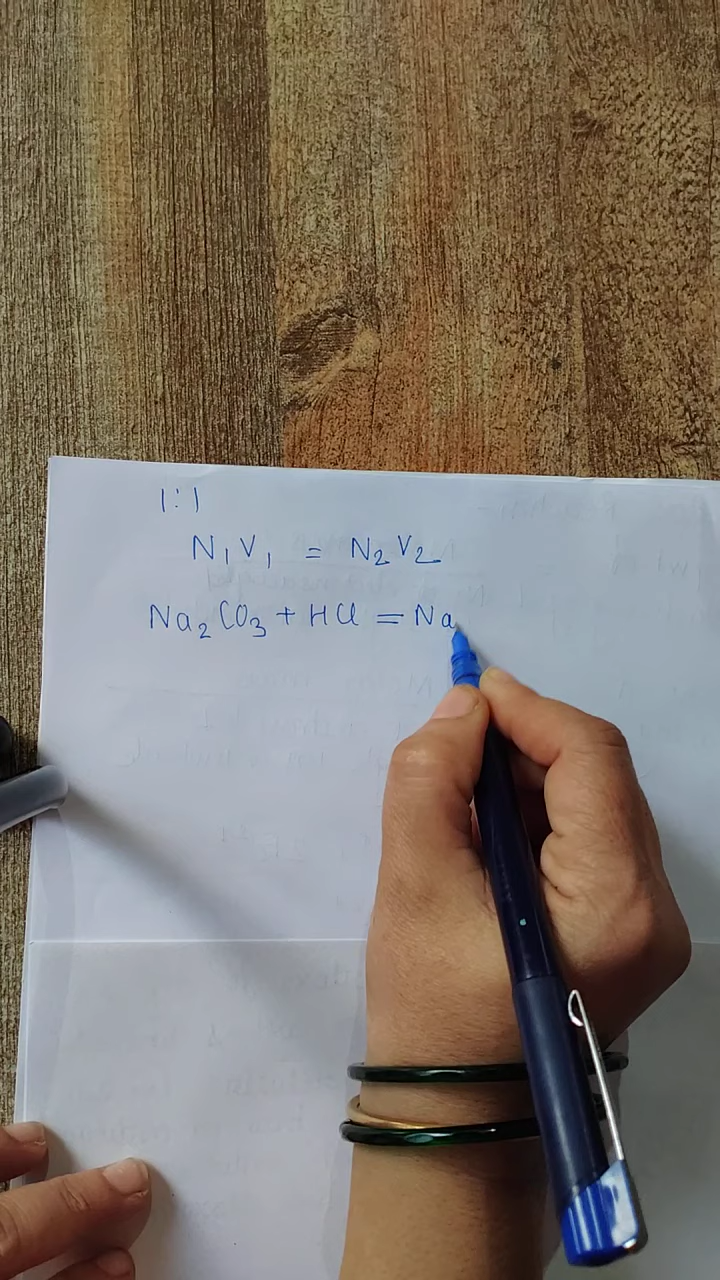 1:1
N₁V₁ = N₂V₂
Na₂CO₃ + HCl = Na